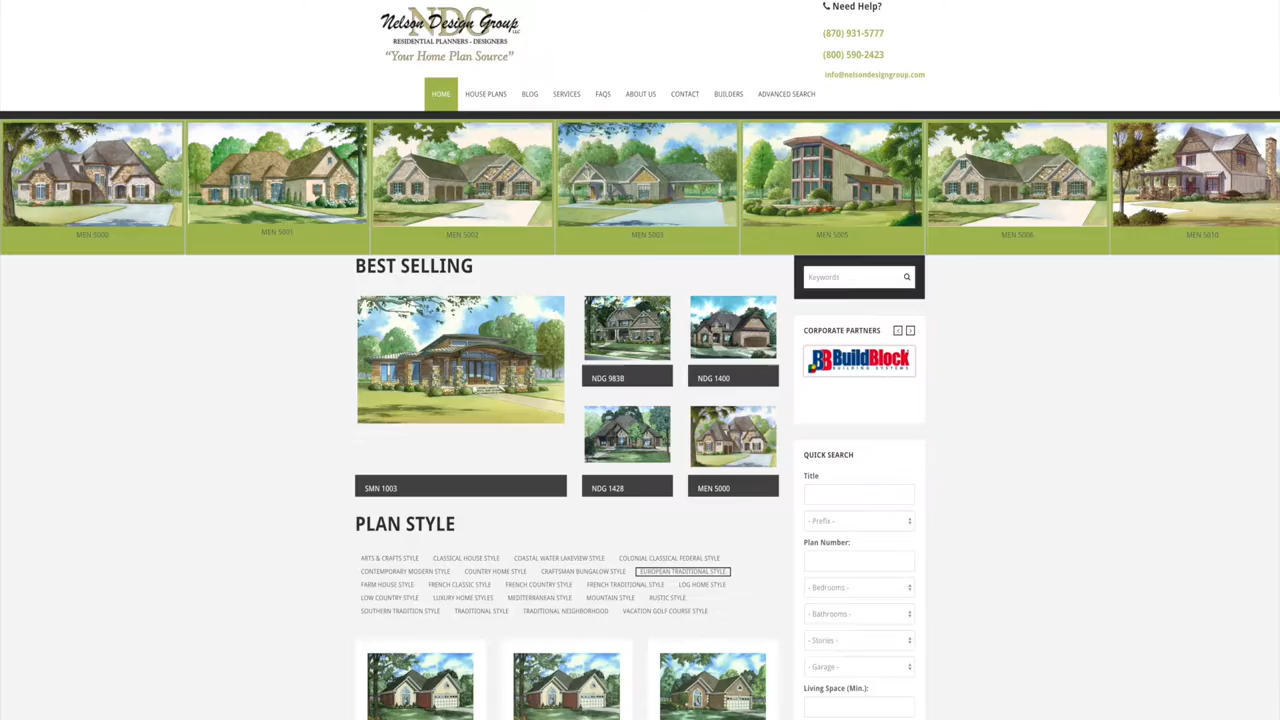 NDG
Nelson Design Group LLC
RESIDENTIAL PLANNERS - DESIGNERS
“Your Home Plan Source”
Need Help?
(870) 931-5777
(800) 590-2423
info@nelsondesigngroup.com
HOME HOUSE PLANS BLOG SERVICES FAQS ABOUT US CONTACT BUILDERS ADVANCED SEARCH
MEN 5000 MEN 5001 MEN 5002 MEN 5003 MEN 5005 MEN 5006 MEN 5010
BEST SELLING
NDG 983B NDG 1400
SMN 1003 NDG 1428 MEN 5000
PLAN STYLE
ARTS & CRAFTS STYLE CLASSICAL HOUSE STYLE COASTAL WATER LAKEVIEW STYLE COLONIAL CLASSICAL FEDERAL STYLE
CONTEMPORARY MODERN STYLE COUNTRY HOME STYLE CRAFTSMAN BUNGALOW STYLE EUROPEAN TRADITIONAL STYLE
FARM HOUSE STYLE FRENCH CLASSIC STYLE FRENCH COUNTRY STYLE FRENCH TRADITIONAL STYLE LOG HOME STYLE
LOW COUNTRY STYLE LUXURY HOME STYLES MEDITERRANEAN STYLE MOUNTAIN STYLE RUSTIC STYLE
SOUTHERN TRADITION STYLE TRADITIONAL STYLE TRADITIONAL NEIGHBORHOOD VACATION GOLF COURSE STYLE
Keywords
CORPORATE PARTNERS < >
BB BuildBlock
BUILDING SYSTEMS
QUICK SEARCH
Title
- Prefix -
Plan Number:
- Bedrooms -
- Bathrooms -
- Stories -
- Garage -
Living Space (Min.):